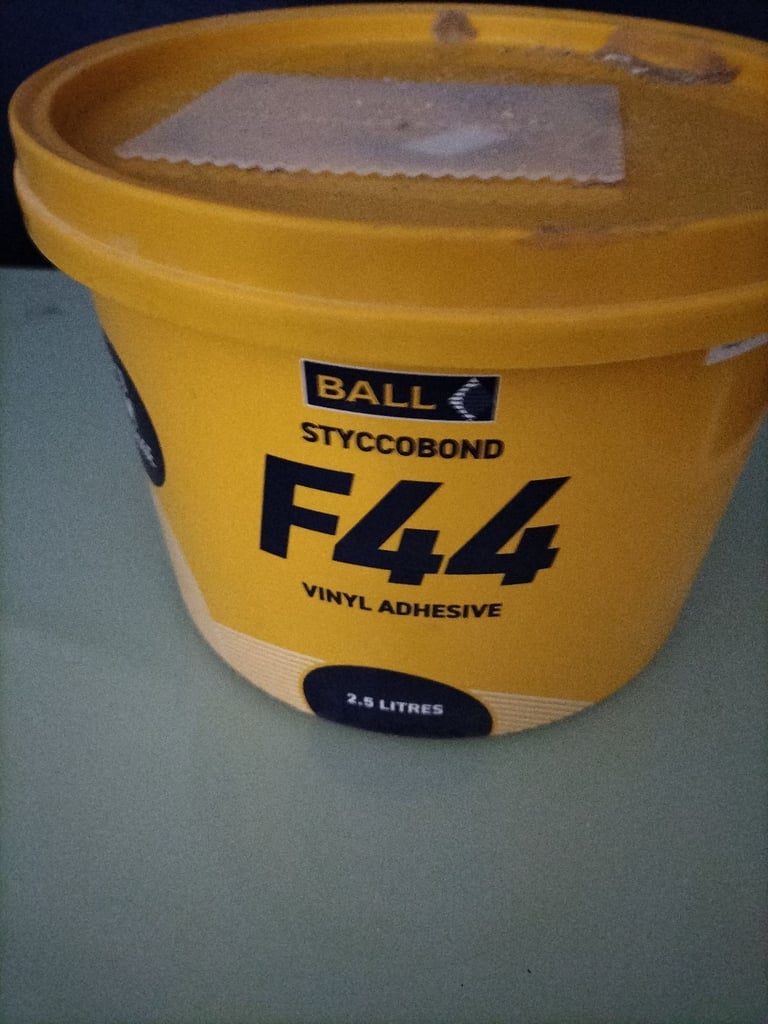 BALL
STYCCOBOND
F44
VINYL ADHESIVE
2.5 LITRES